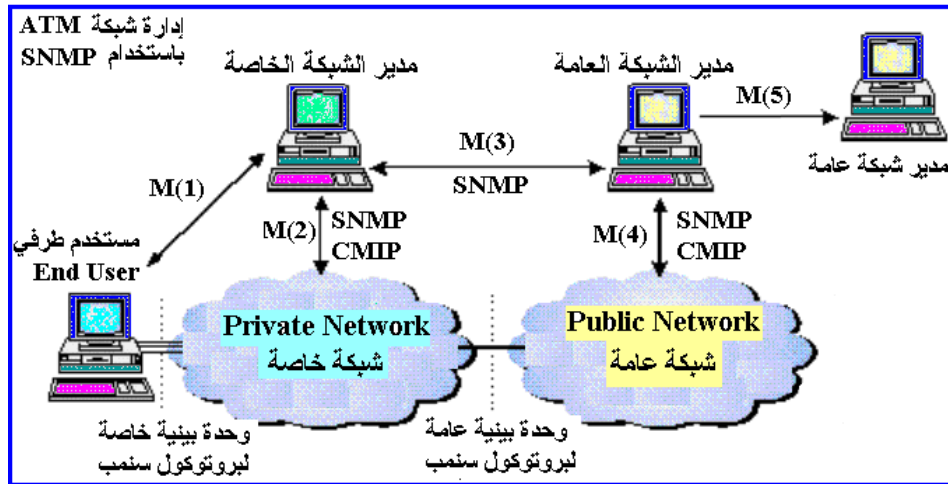 إدارة شبكة ATM
باستخدام SNMP
مدير الشبكة الخاصة
مدير الشبكة العامة
M(5)
مدير شبكة عامة
M(3)
SNMP
M(1)
M(2)
SNMP
CMIP
M(4)
SNMP
CMIP
مستخدم طرفي
End User
Private Network
شبكة خاصة
Public Network
شبكة عامة
وحدة بينية خاصة
لبروتوكول سنمب
وحدة بينية عامة
لبروتوكول سنمب